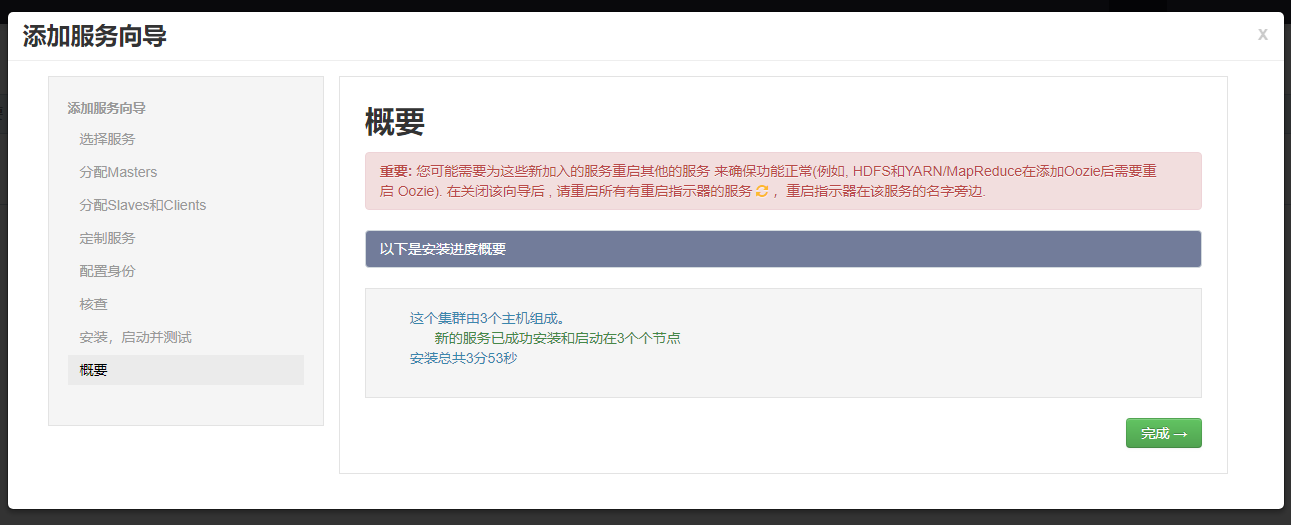 添加服务向导
x
添加服务向导
选择服务
分配Masters
分配Slaves和Clients
定制服务
配置身份
核查
安装，启动并测试
概要
概要
重要: 您可能需要为这些新加入的服务重启其他的服务 来确保功能正常(例如, HDFS和YARN/MapReduce在添加Oozie后需要重
启 Oozie). 在关闭该向导后 , 请重启所有有重启指示器的服务 ， 重启指示器在该服务的名字旁边.
以下是安装进度概要
这个集群由3个主机组成。
新的服务已成功安装和启动在3个个节点
安装总共3分53秒
完成 →